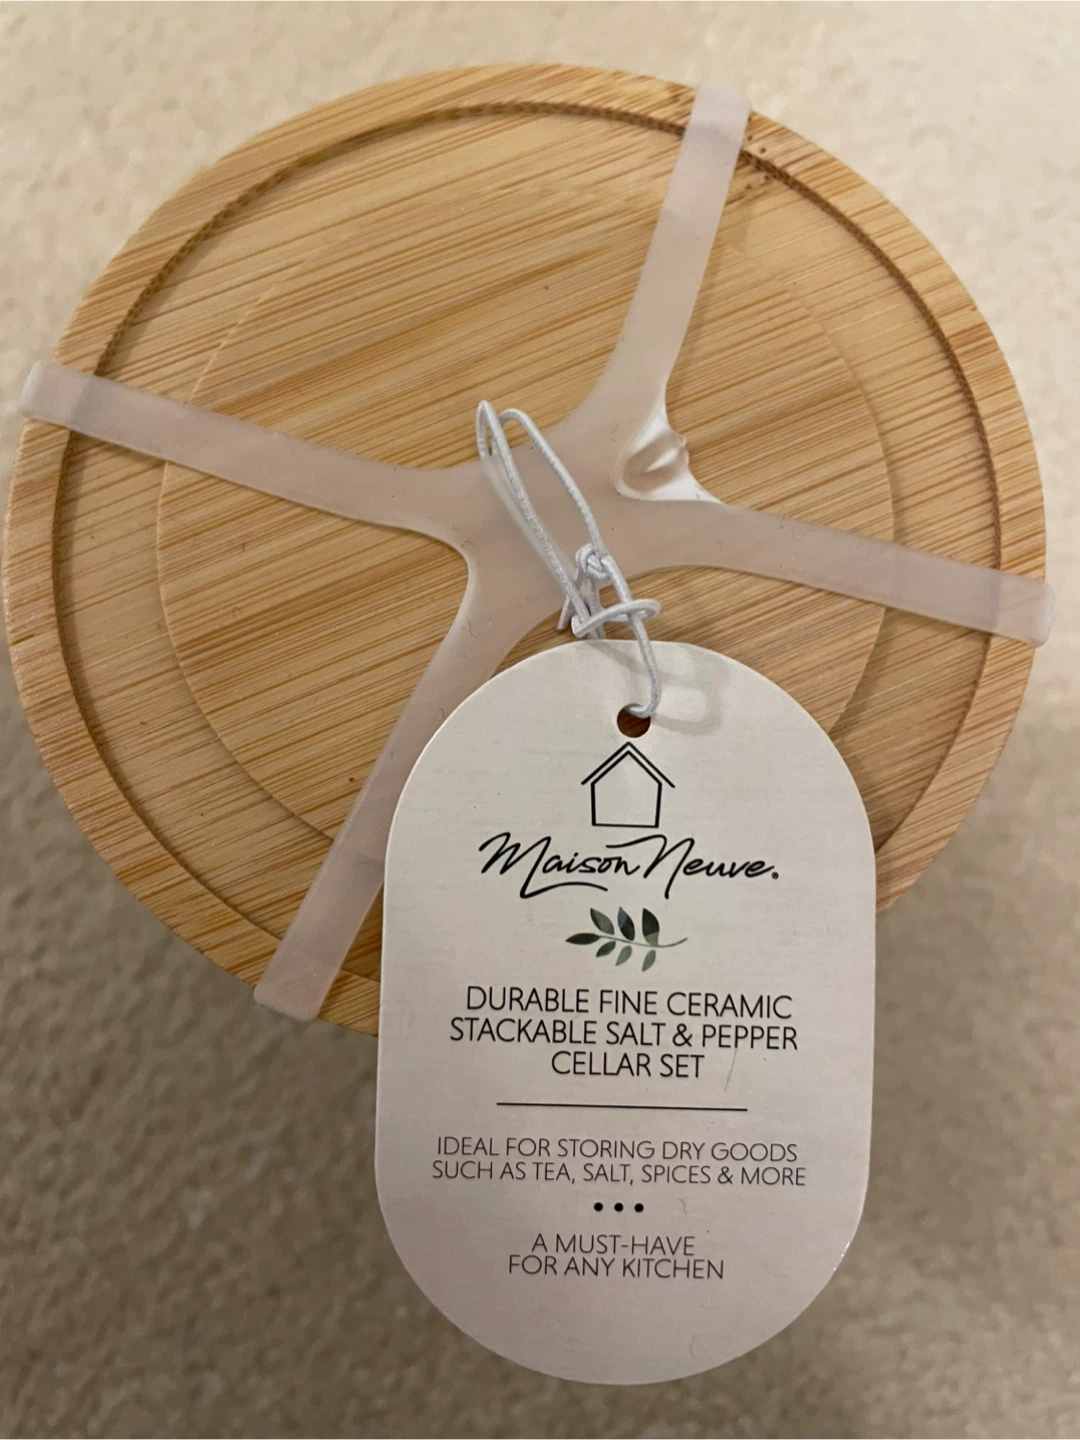 Maison Neuve®
DURABLE FINE CERAMIC
STACKABLE SALT & PEPPER
CELLAR SET
IDEAL FOR STORING DRY GOODS
SUCH AS TEA, SALT, SPICES & MORE
•••
A MUST-HAVE
FOR ANY KITCHEN